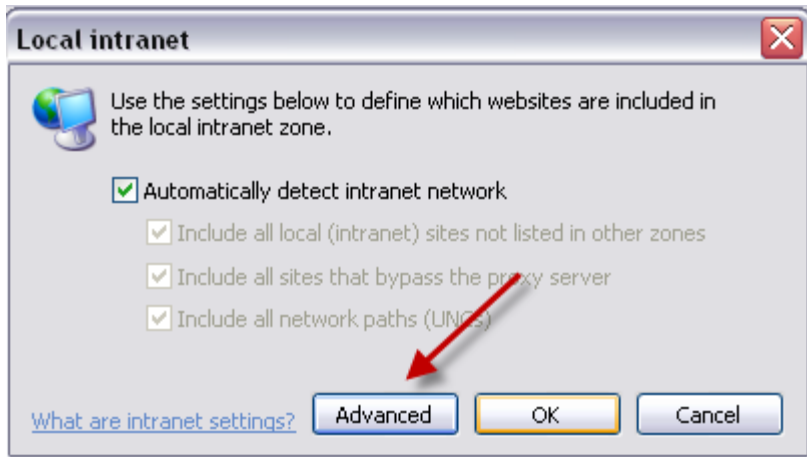 Local intranet
Use the settings below to define which websites are included in
the local intranet zone.
Automatically detect intranet network
Include all local (intranet) sites not listed in other zones
Include all sites that bypass the proxy server
Include all network paths (UNCs)
What are intranet settings? Advanced OK Cancel